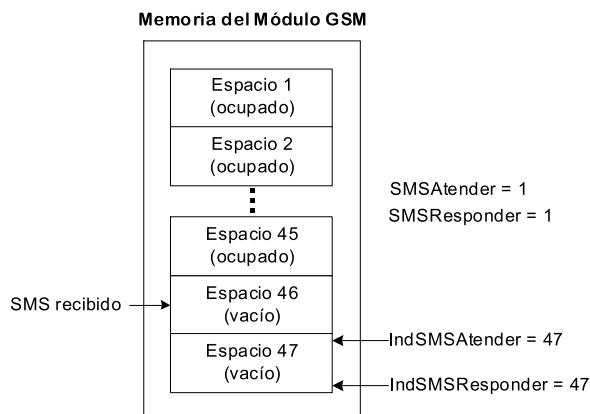 Memoria del Módulo GSM
Espacio 1
(ocupado)
Espacio 2
(ocupado)
SMSAtender = 1
SMSResponder = 1
Espacio 45
(ocupado)
SMS recibido
Espacio 46
(vacío)
IndSMSAtender = 47
Espacio 47
(vacío)
IndSMSResponder = 47